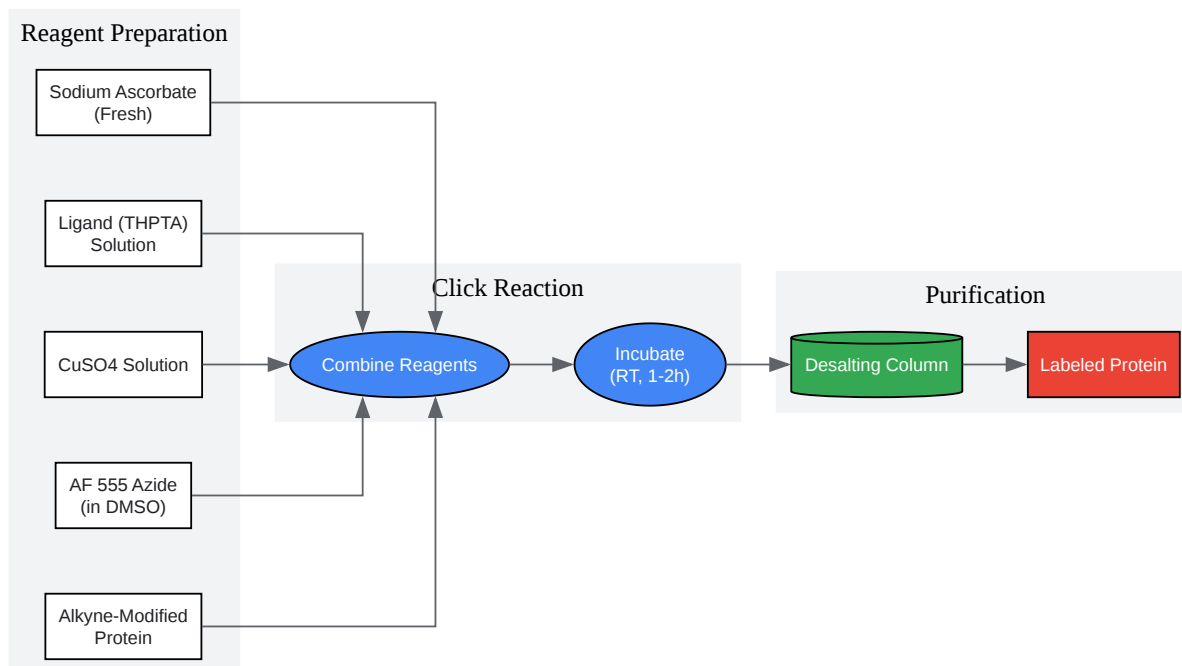 Reagent Preparation
Sodium Ascorbate
(Fresh)
Ligand (THPTA)
Solution
CuSO4 Solution
AF 555 Azide
(in DMSO)
Alkyne-Modified
Protein
Click Reaction
Combine Reagents
Incubate
(RT, 1-2h)
Purification
Desalting Column
Labeled Protein